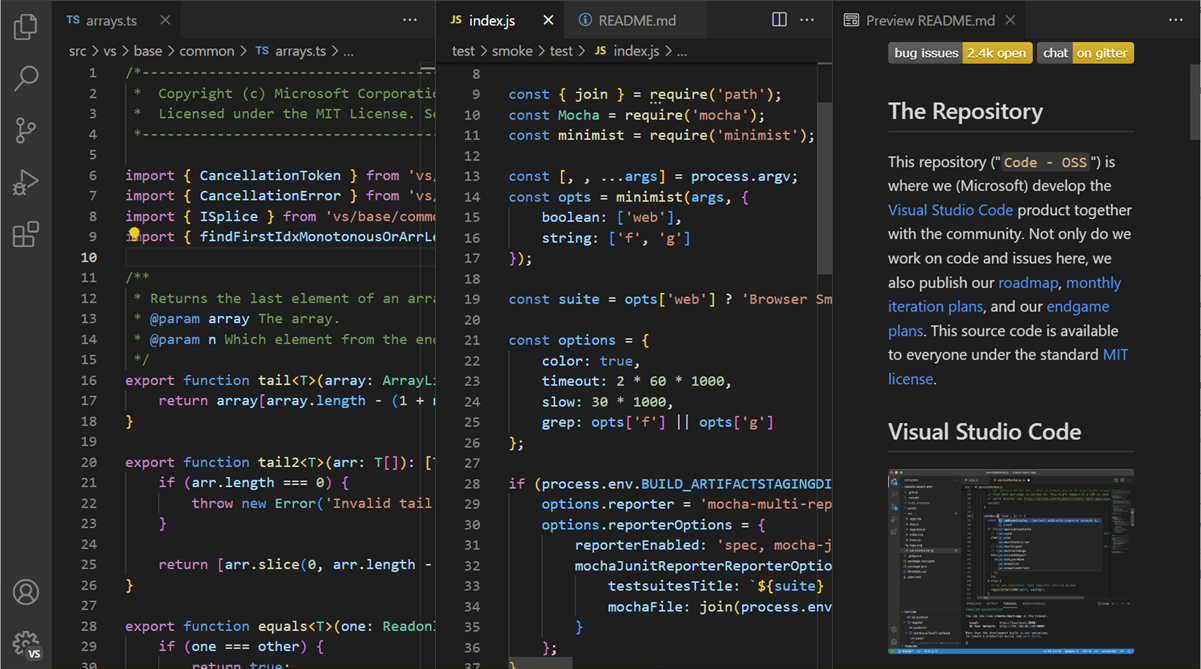 TS arrays.ts
src > vs > base > common > TS arrays.ts > ...
1 /*---------------------------------
2 *  Copyright (c) Microsoft Corporatio
3 *  Licensed under the MIT License. Se
4 *---------------------------------
5
6 import { CancellationToken } from 'vs/
7 import { CancellationError } from 'vs/
8 import { ISplice } from 'vs/base/commo
9 import { findFirstIdxMonotonousOrArrLe
10
11 /**
12 * Returns the last element of an arra
13 * @param array The array.
14 * @param n Which element from the end
15 */
16 export function tail<T>(array: ArrayLi
17 return array[array.length - (1 + n
18 }
19
20 export function tail2<T>(arr: T[]): [T
21 if (arr.length === 0) {
22 throw new Error('Invalid tail
23 }
24
25 return [arr.slice(0, arr.length -
26 }
27
28 export function equals<T>(one: Readonl
29 if (one === other) {
30 return true;
VS
JS index.js
README.md
test > smoke > test > JS index.js > ...
8
9 const { join } = require('path');
10 const Mocha = require('mocha');
11 const minimist = require('minimist');
12
13 const [, , ...args] = process.argv;
14 const opts = minimist(args, {
15 boolean: ['web'],
16 string: ['f', 'g']
17 });
18
19 const suite = opts['web'] ? 'Browser Sm
20
21 const options = {
22 color: true,
23 timeout: 2 * 60 * 1000,
24 slow: 30 * 1000,
25 grep: opts['f'] || opts['g']
26 };
27
28 if (process.env.BUILD_ARTIFACTSTAGINGDI
29 options.reporter = 'mocha-multi-rep
30 options.reporterOptions = {
31 reporterEnabled: 'spec, mocha-j
32 mochaJunitReporterReporterOptio
33 testsuitesTitle: `${suite}
34 mochaFile: join(process.env
35 }
36 };
37 }
Preview README.md
bug issues 2.4k open chat on gitter
The Repository
This repository ("Code - OSS") is
where we (Microsoft) develop the
Visual Studio Code product together
with the community. Not only do we
work on code and issues here, we
also publish our roadmap, monthly
iteration plans, and our endgame
plans. This source code is available
to everyone under the standard MIT
license.
Visual Studio Code